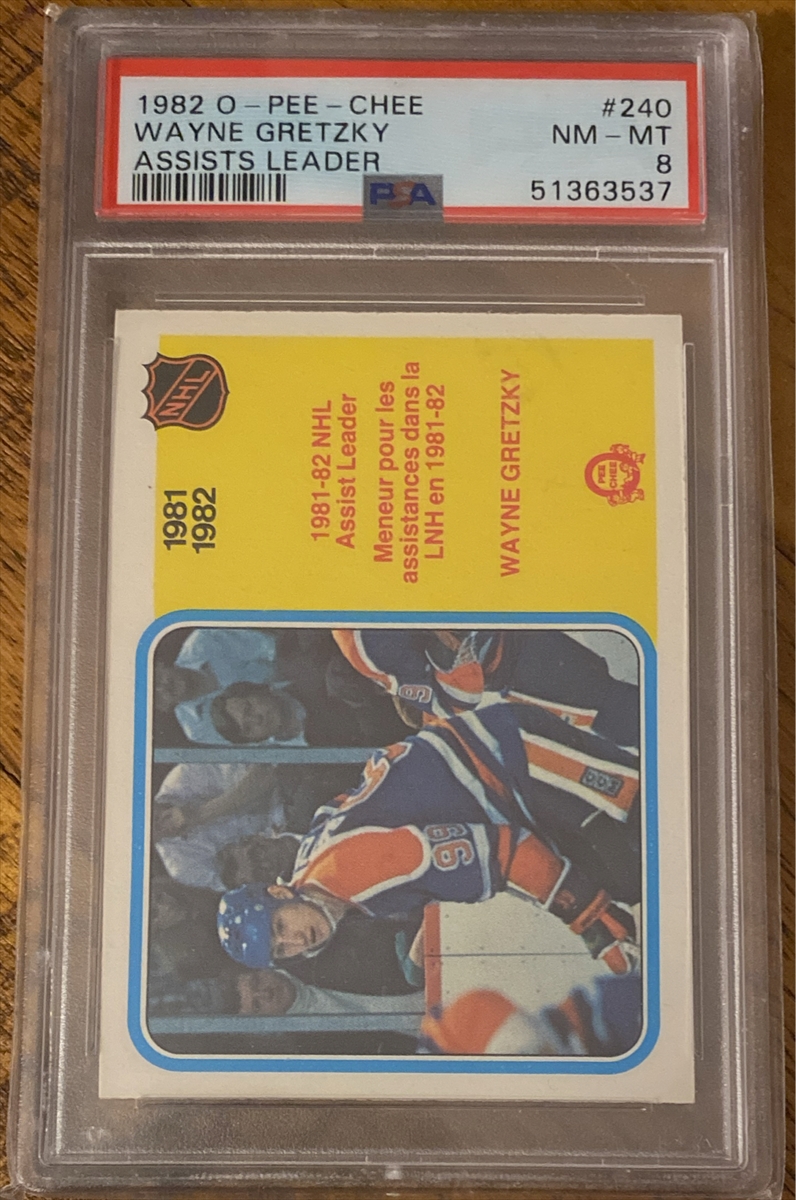 1982 O-PEE-CHEE #240
WAYNE GRETZKY NM-MT
ASSISTS LEADER 8
PSA 51363537
NHL
1981
1982
1981-82 NHL
Assist Leader
Meneur pour les
assistances dans la
LNH en 1981-82
WAYNE GRETZKY
O
PEE
CHEE
99
9